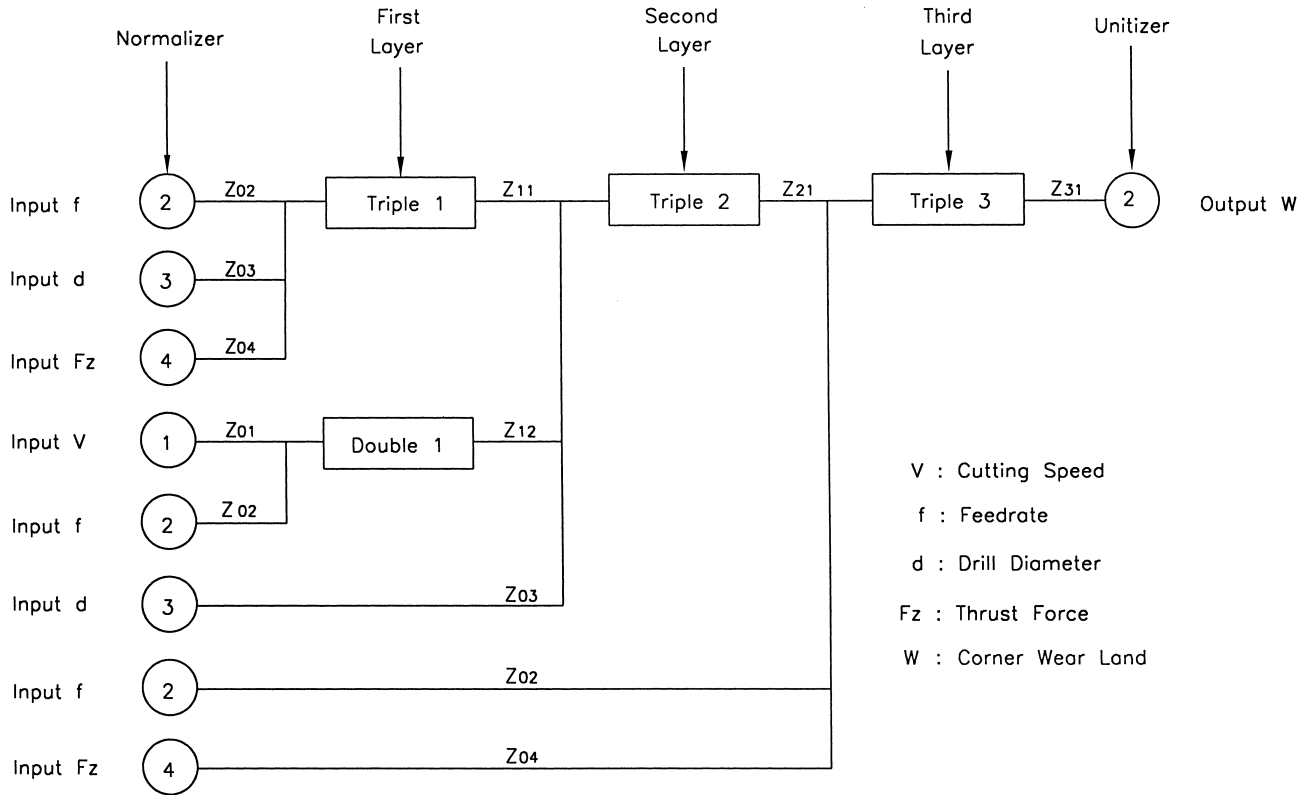 Normalizer
First
Layer
Second
Layer
Third
Layer
Unitizer
Input f
2
Z02
Triple 1
Z11
Triple 2
Z21
Triple 3
Z31
2
Output W
Input d
3
Z03
Input Fz
4
Z04
Input V
1
Z01
Double 1
Z12
Input f
2
Z02
Input d
3
Z03
Input f
2
Z02
Input Fz
4
Z04
V : Cutting Speed
f : Feedrate
d : Drill Diameter
Fz : Thrust Force
W : Corner Wear Land